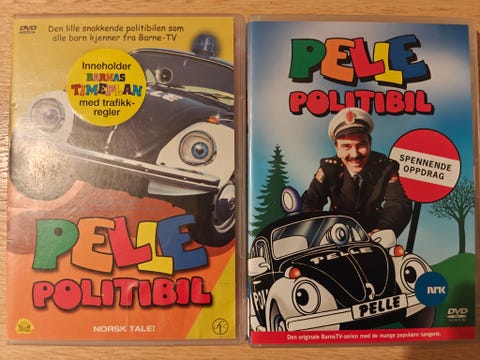 DVD
Den lille snakkende politibilen som
alle barn kjenner fra Barne-TV
Inneholder
BARNAS
TIMEPLAN
med trafikk-
regler
PELLE
POLITIBIL
NORSK TALE!
SF
PELLE
POLITIBIL
SPENNENDE
OPPDRAG
PELLE
PELLE
NRK
DVD
VIDEO
Den originale BarneTV-serien med de mange populære sangene.